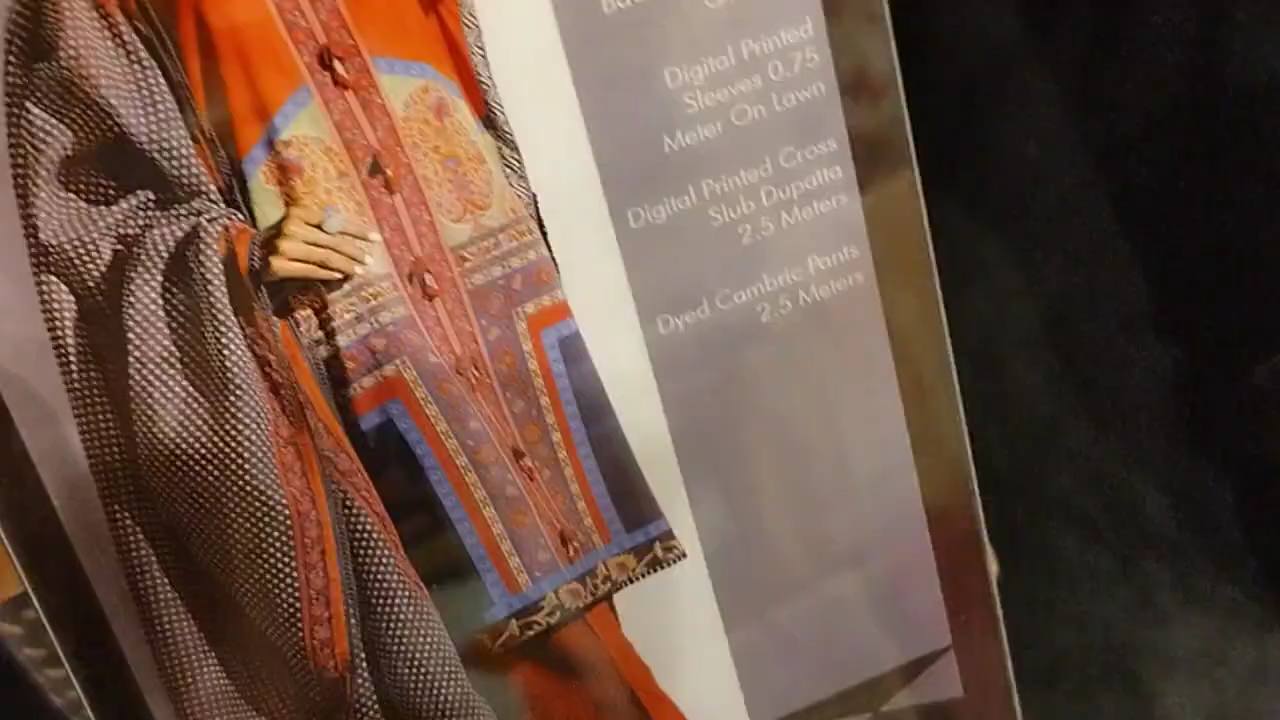 Digital Printed
Sleeves 0.75
Meter On Lawn
Digital Printed Cross
Slub Dupatta
2.5 Meters
Dyed Cambric Pants
2.5 Meters